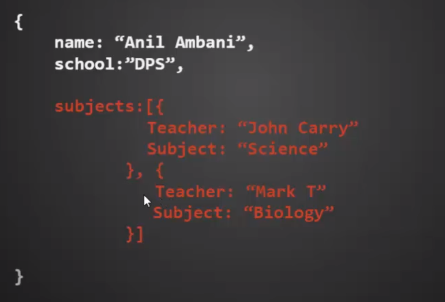 {
name: “Anil Ambani”,
school:”DPS”,
subjects:[{
Teacher: “John Carry”
Subject: “Science”
}, {
Teacher: “Mark T”
Subject: “Biology”
}]
}